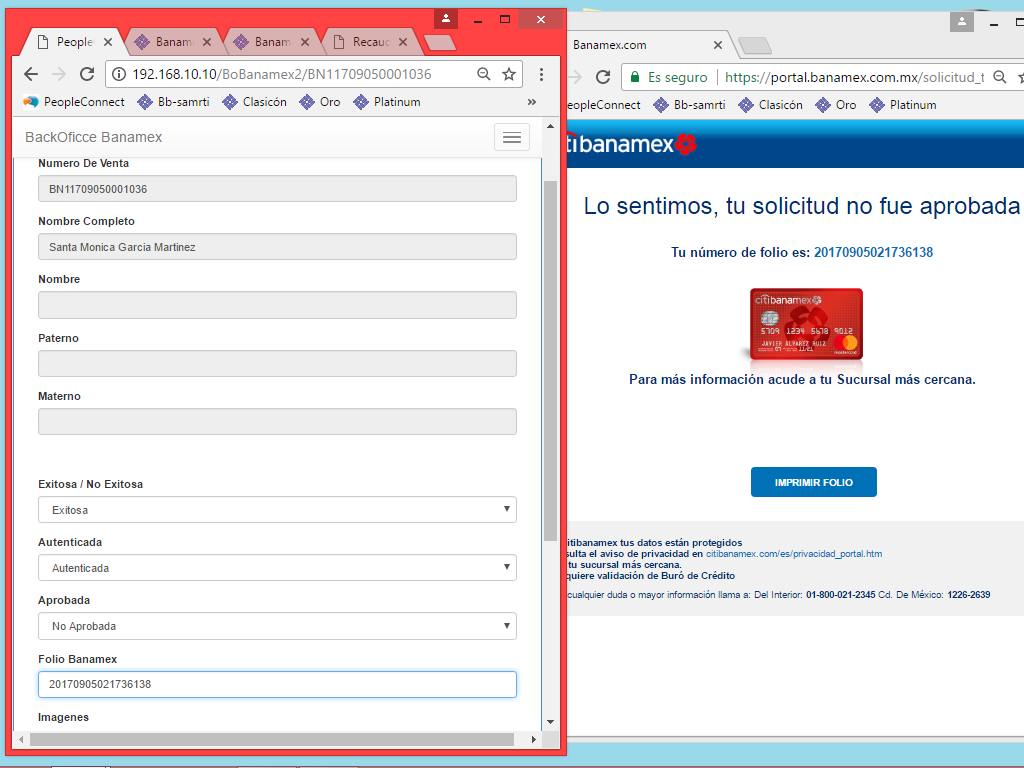 People
Banam
Banam
Recauc
192.168.10.10/BoBanamex2/BN11709050001036
PeopleConnect
Bb-samrti
Clasicón
Oro
Platinum
»
BackOficce Banamex
Numero De Venta
BN11709050001036
Nombre Completo
Santa Monica Garcia Martinez
Nombre
Paterno
Materno
Exitosa / No Exitosa
Exitosa
Autenticada
Autenticada
Aprobada
No Aprobada
Folio Banamex
20170905021736138
Imagenes
Banamex.com
Es seguro
https://portal.banamex.com.mx/solicitud_t
eopleConnect
Bb-samrti
Clasicón
Oro
Platinum
tibanamex
Lo sentimos, tu solicitud no fue aprobada
Tu número de folio es: 20170905021736138
citibanamex
5709 1234 5678 9012
JAVIER ALVAREZ RUIZ
mastercard
Para más información acude a tu Sucursal más cercana.
IMPRIMIR FOLIO
itibanamex tus datos están protegidos
sulta el aviso de privacidad en citibanamex.com/es/privacidad_portal.htm
tu sucursal más cercana.
quiere validación de Buró de Crédito
cualquier duda o mayor información llama a: Del Interior: 01-800-021-2345 Cd. De México: 1226-2639